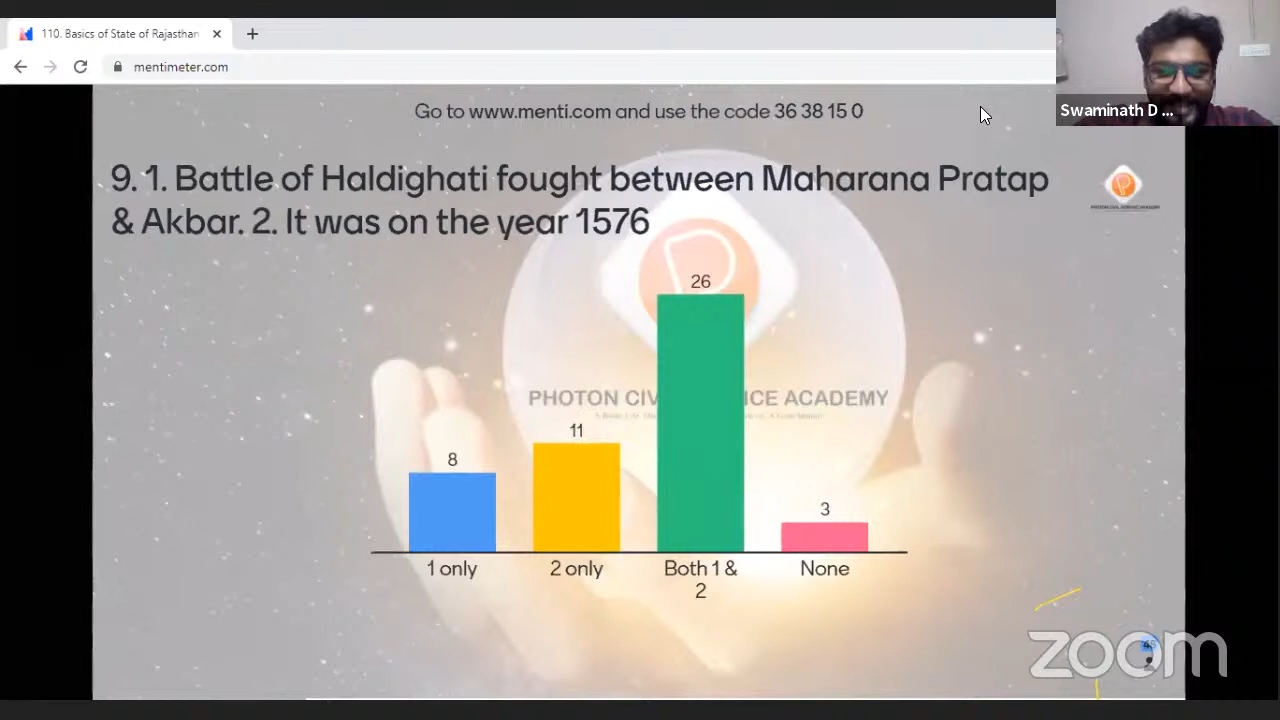 110. Basics of State of Rajasthan
mentimeter.com
Go to www.menti.com and use the code 36 38 15 0
Swaminath D ...
9. 1. Battle of Haldighati fought between Maharana Pratap
& Akbar. 2. It was on the year 1576
26
PHOTON CIV ICE ACADEMY
11
8
3
1 only
2 only
Both 1 &
2
None
zoom